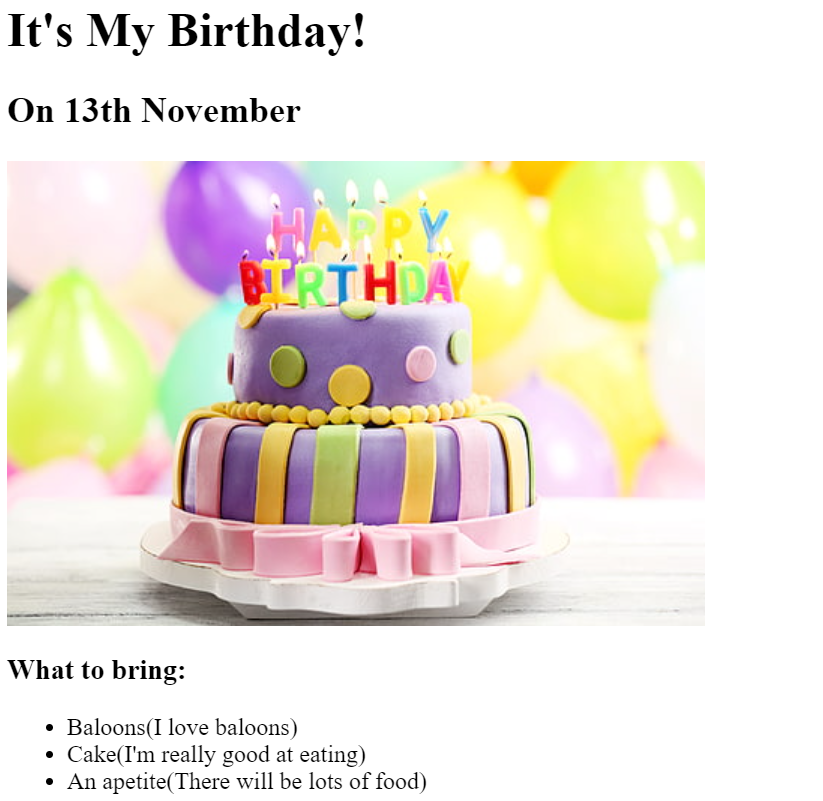 It's My Birthday!
On 13th November
HAPPY
BIRTHDAY
What to bring:
Baloons(I love baloons)
Cake(I'm really good at eating)
An apetite(There will be lots of food)